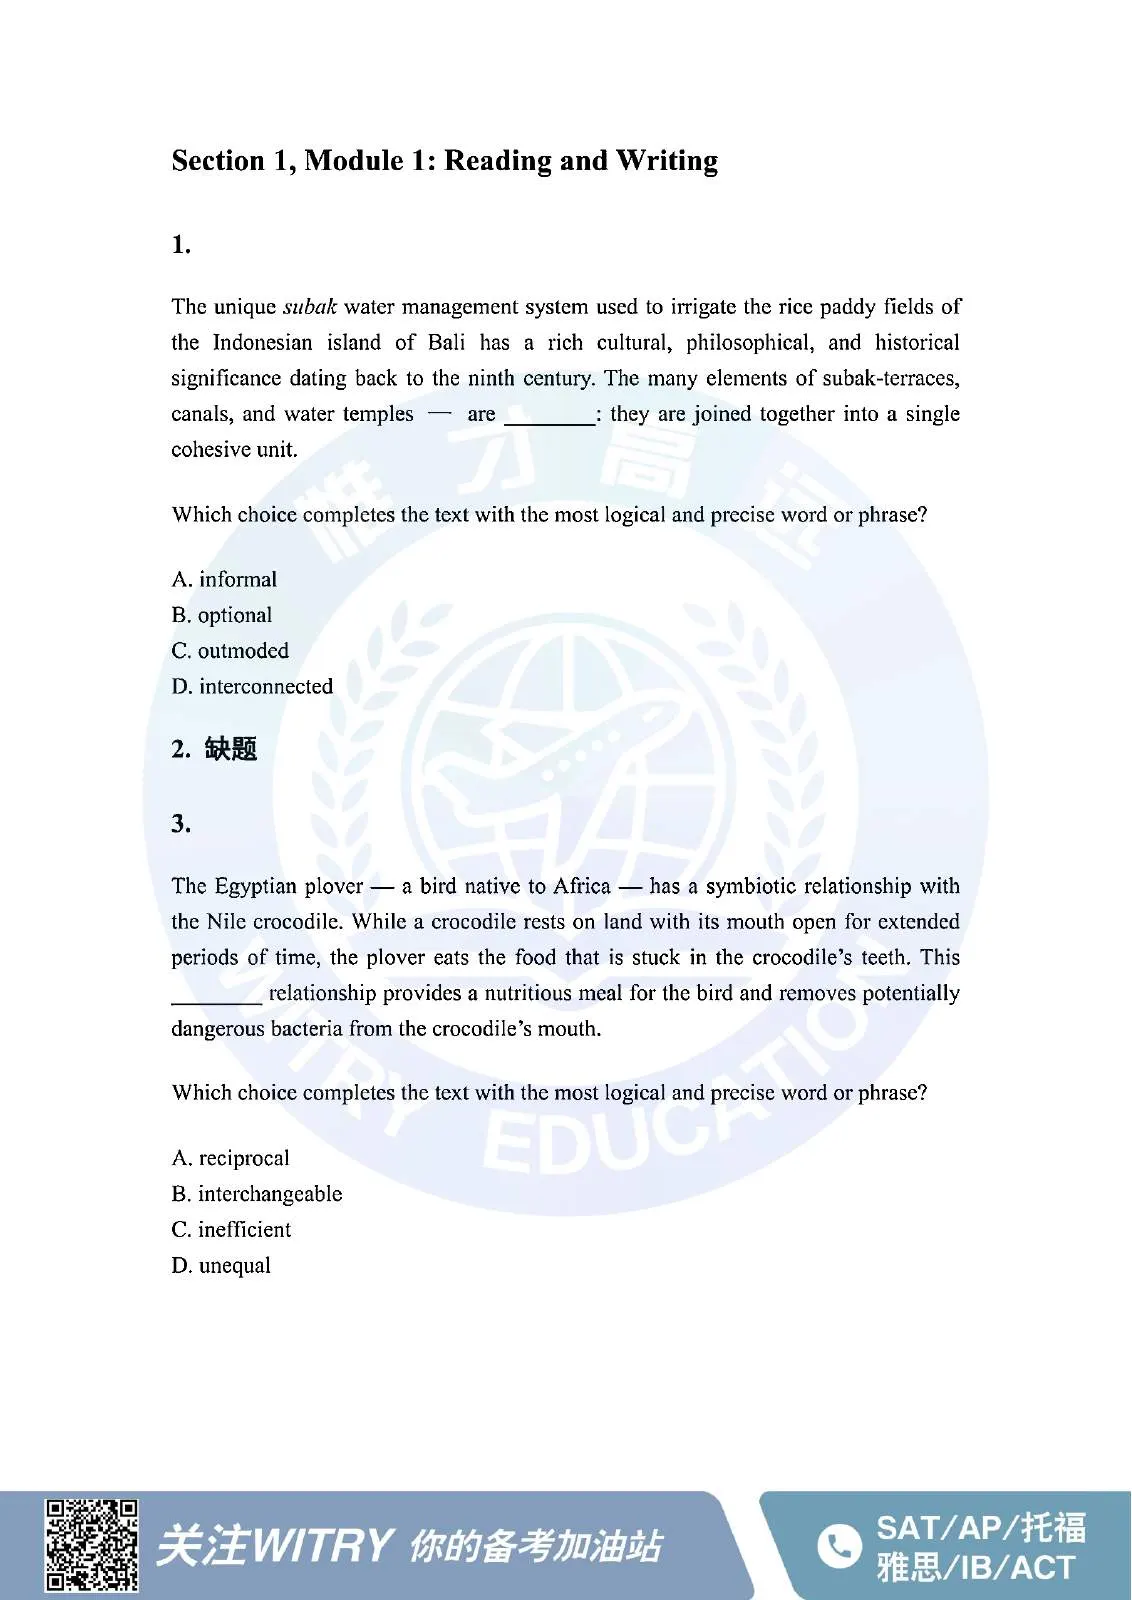 Section 1, Module 1: Reading and Writing
1.
The unique subak water management system used to irrigate the rice paddy fields of
the Indonesian island of Bali has a rich cultural, philosophical, and historical
significance dating back to the ninth century. The many elements of subak-terraces,
canals, and water temples — are ________: they are joined together into a single
cohesive unit.
Which choice completes the text with the most logical and precise word or phrase?
A. informal
B. optional
C. outmoded
D. interconnected
2. 缺题
3.
The Egyptian plover — a bird native to Africa — has a symbiotic relationship with
the Nile crocodile. While a crocodile rests on land with its mouth open for extended
periods of time, the plover eats the food that is stuck in the crocodile’s teeth. This
________ relationship provides a nutritious meal for the bird and removes potentially
dangerous bacteria from the crocodile’s mouth.
Which choice completes the text with the most logical and precise word or phrase?
A. reciprocal
B. interchangeable
C. inefficient
D. unequal
惟才高远
WITRY EDUCATION
关注WITRY 你的备考加油站
SAT/AP/托福
雅思/IB/ACT